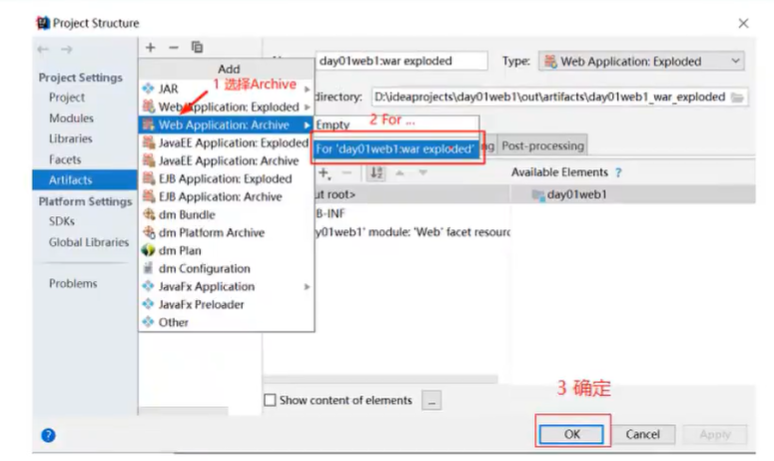 Project Structure
Project Settings
Project
Modules
Libraries
Facets
Artifacts
Platform Settings
SDKs
Global Libraries
Problems
Add
1 选择Archive
JAR
Web Application: Exploded
Web Application: Archive
JavaEE Application: Exploded
JavaEE Application: Archive
EJB Application: Exploded
EJB Application: Archive
dm Bundle
dm Platform Archive
dm Plan
dm Configuration
JavaFx Application
JavaFx Preloader
Other
day01web1:war exploded
Type: Web Application: Exploded
directory: D:\ideaprojects\day01web1\out\artifacts\day01web1_war_exploded
2 For ...
Empty
For 'day01web1:war exploded'
ng Post-processing
Available Elements ?
ut root>
day01web1
B-INF
y01web1' module: 'Web' facet resourc
Show content of elements ...
3 确定
? OK Cancel Apply